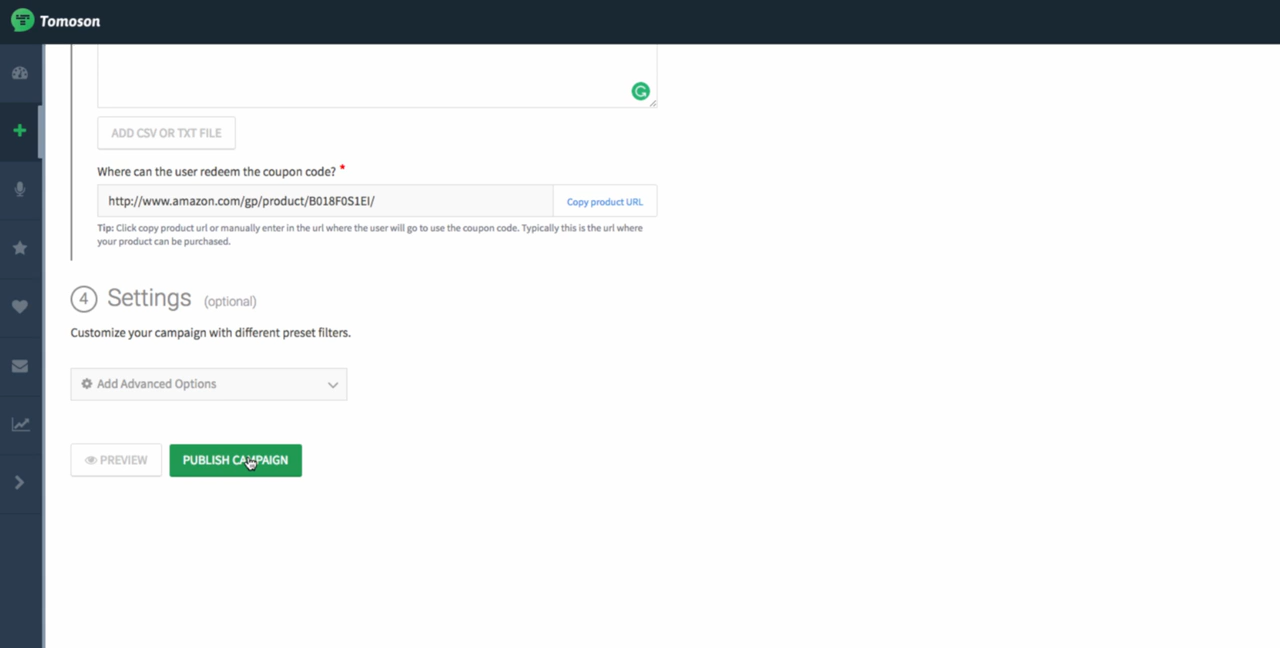 Tomoson
ADD CSV OR TXT FILE
Where can the user redeem the coupon code? *
http://www.amazon.com/gp/product/B018F0S1EI/
Copy product URL
Tip: Click copy product url or manually enter in the url where the user will go to use the coupon code. Typically this is the url where
your product can be purchased.
4 Settings (optional)
Customize your campaign with different preset filters.
Add Advanced Options
PREVIEW
PUBLISH CAMPAIGN